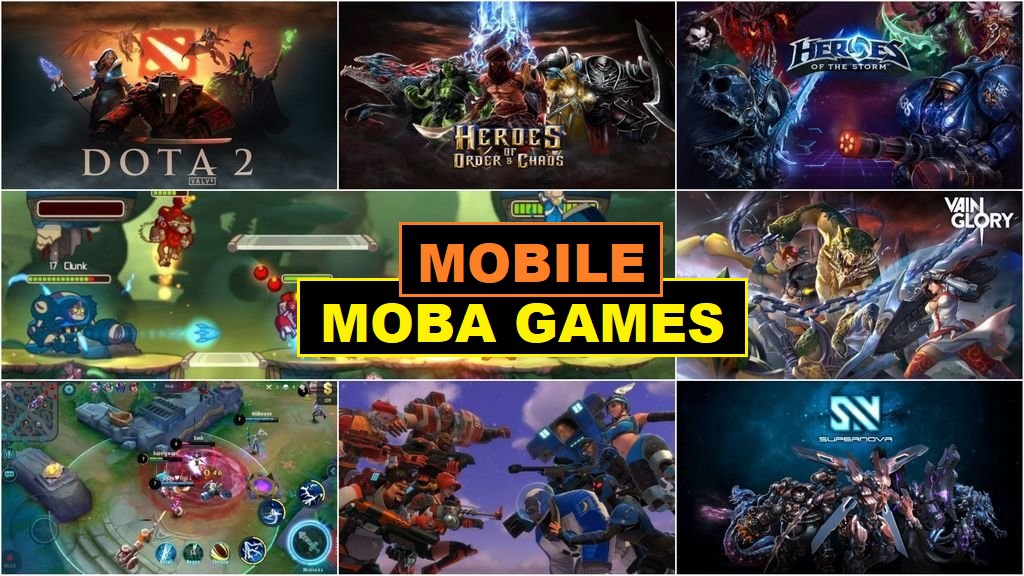 DOTA 2
VALVE
HEROES
OF
ORDER & CHAOS
HEROES
OF THE STORM
17 Clunk
VAIN
GLORY
MOBILE
MOBA GAMES
SUPERNOVA